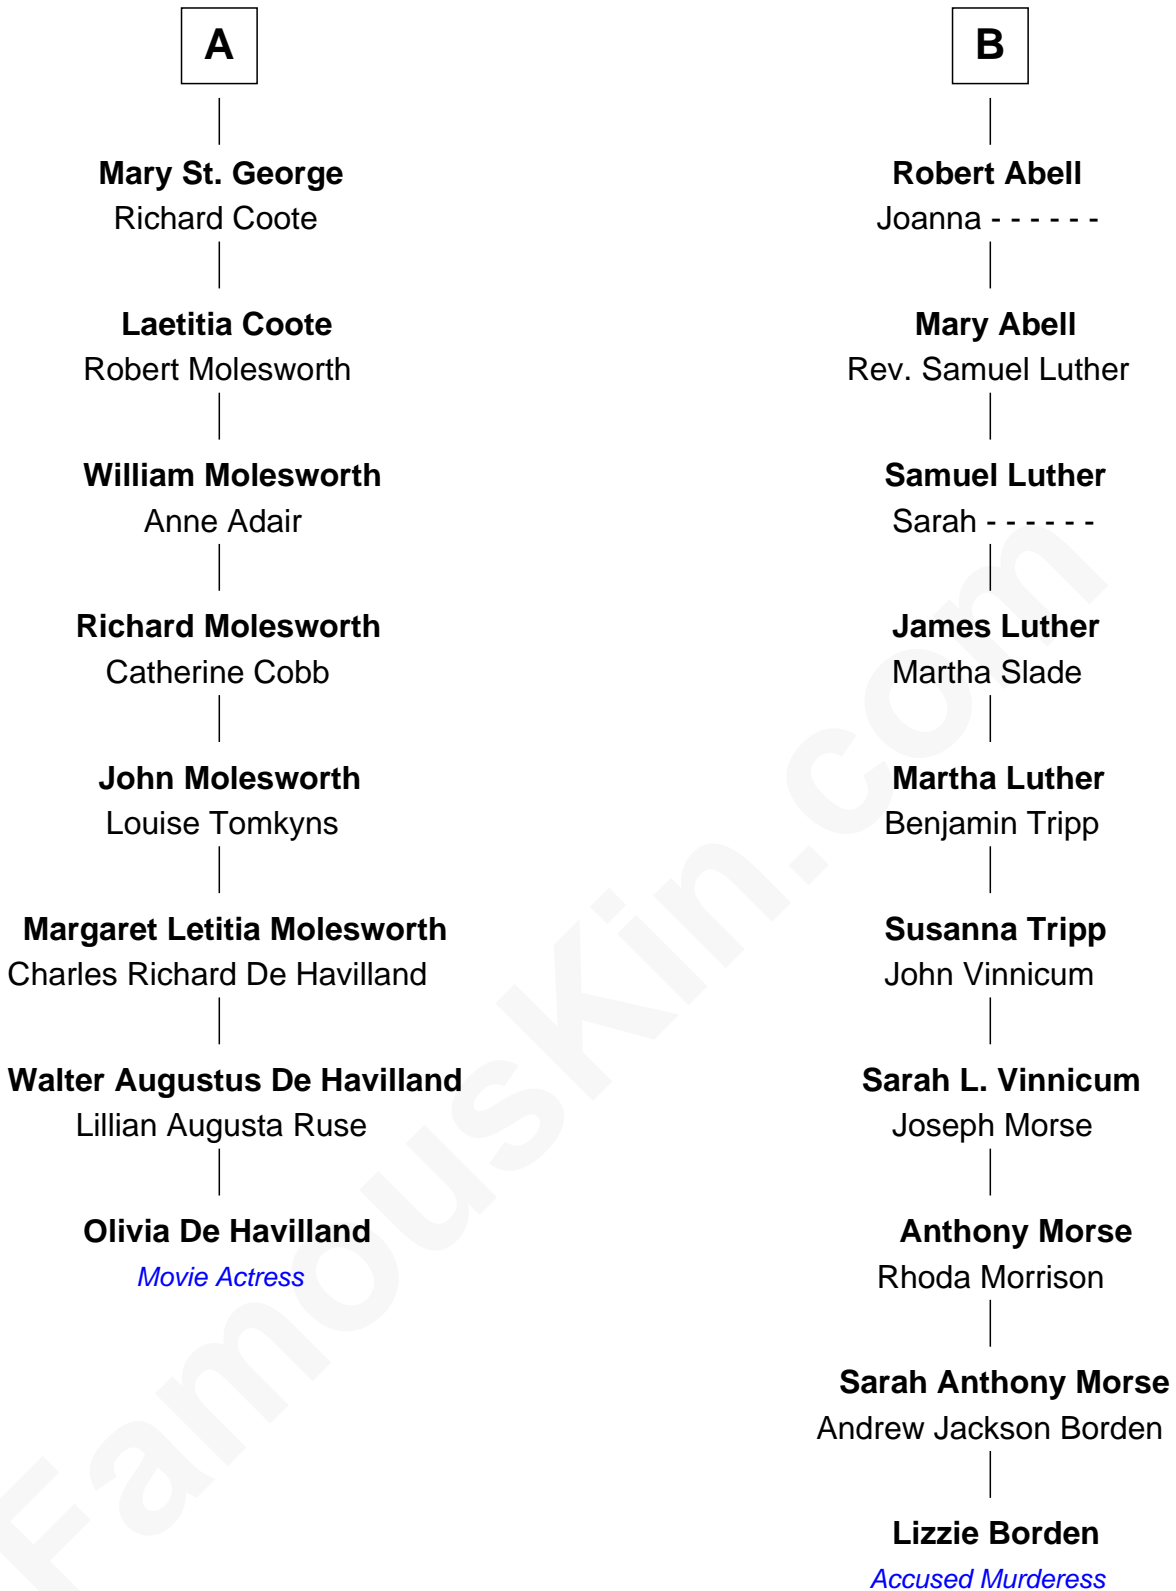 A
Mary St. George
Richard Coote
Laetitia Coote
Robert Molesworth
William Molesworth
Anne Adair
Richard Molesworth
Catherine Cobb
John Molesworth
Louise Tomkyns
Margaret Letitia Molesworth
Charles Richard De Havilland
Walter Augustus De Havilland
Lillian Augusta Ruse
Olivia De Havilland
Movie Actress
B
Robert Abell
Joanna - - - - - -
Mary Abell
Rev. Samuel Luther
Samuel Luther
Sarah - - - - - -
James Luther
Martha Slade
Martha Luther
Benjamin Tripp
Susanna Tripp
John Vinnicum
Sarah L. Vinnicum
Joseph Morse
Anthony Morse
Rhoda Morrison
Sarah Anthony Morse
Andrew Jackson Borden
Lizzie Borden
Accused Murderess
FamousKin.com